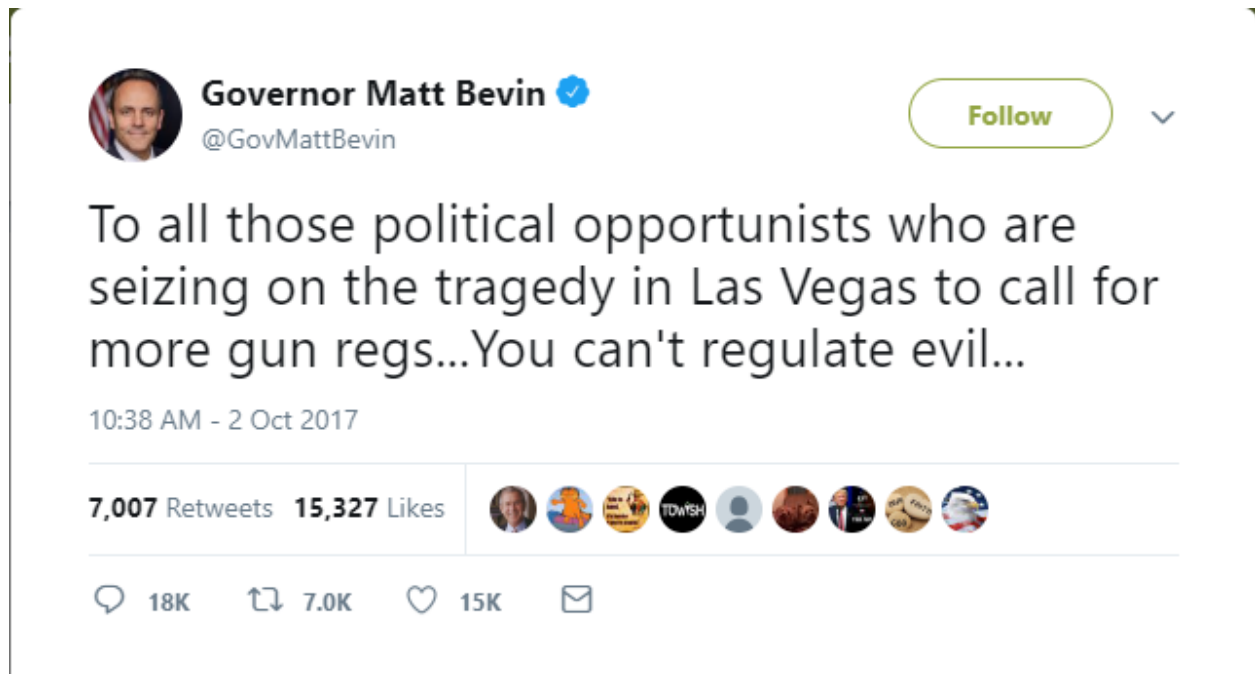 Governor Matt Bevin
@GovMattBevin
Follow
To all those political opportunists who are
seizing on the tragedy in Las Vegas to call for
more gun regs...You can't regulate evil...
10:38 AM - 2 Oct 2017
7,007 Retweets 15,327 Likes
TOWISH
18K 7.0K 15K